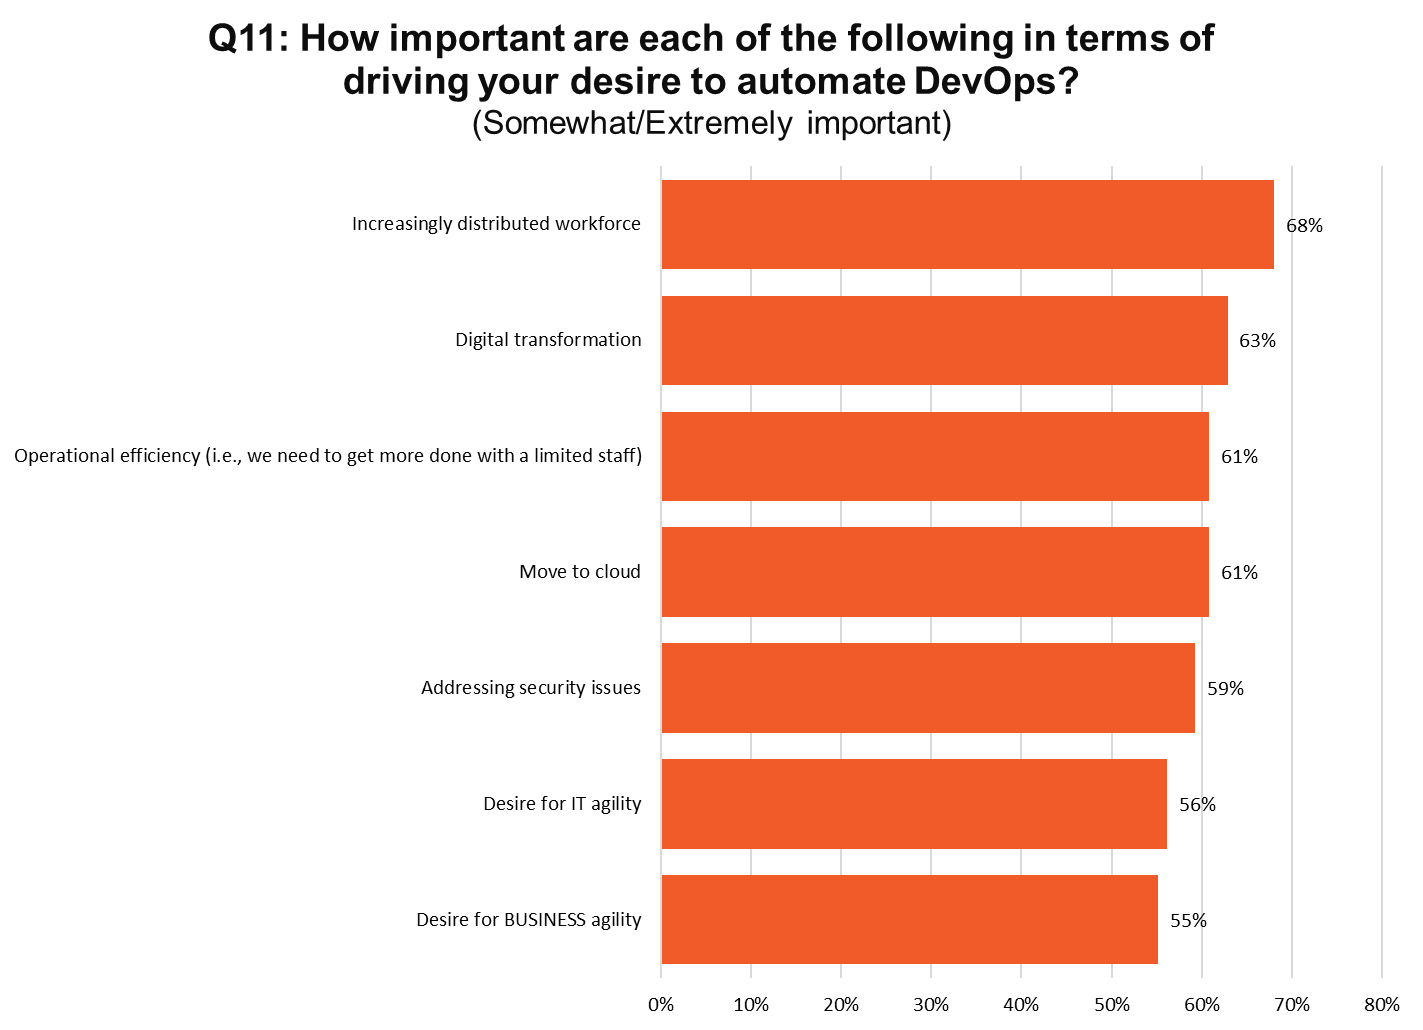 Q11: How important are each of the following in terms of
driving your desire to automate DevOps?
(Somewhat/Extremely important)
Increasingly distributed workforce
68%
Digital transformation
63%
Operational efficiency (i.e., we need to get more done with a limited staff)
61%
Move to cloud
61%
Addressing security issues
59%
Desire for IT agility
56%
Desire for BUSINESS agility
55%
0% 10% 20% 30% 40% 50% 60% 70% 80%